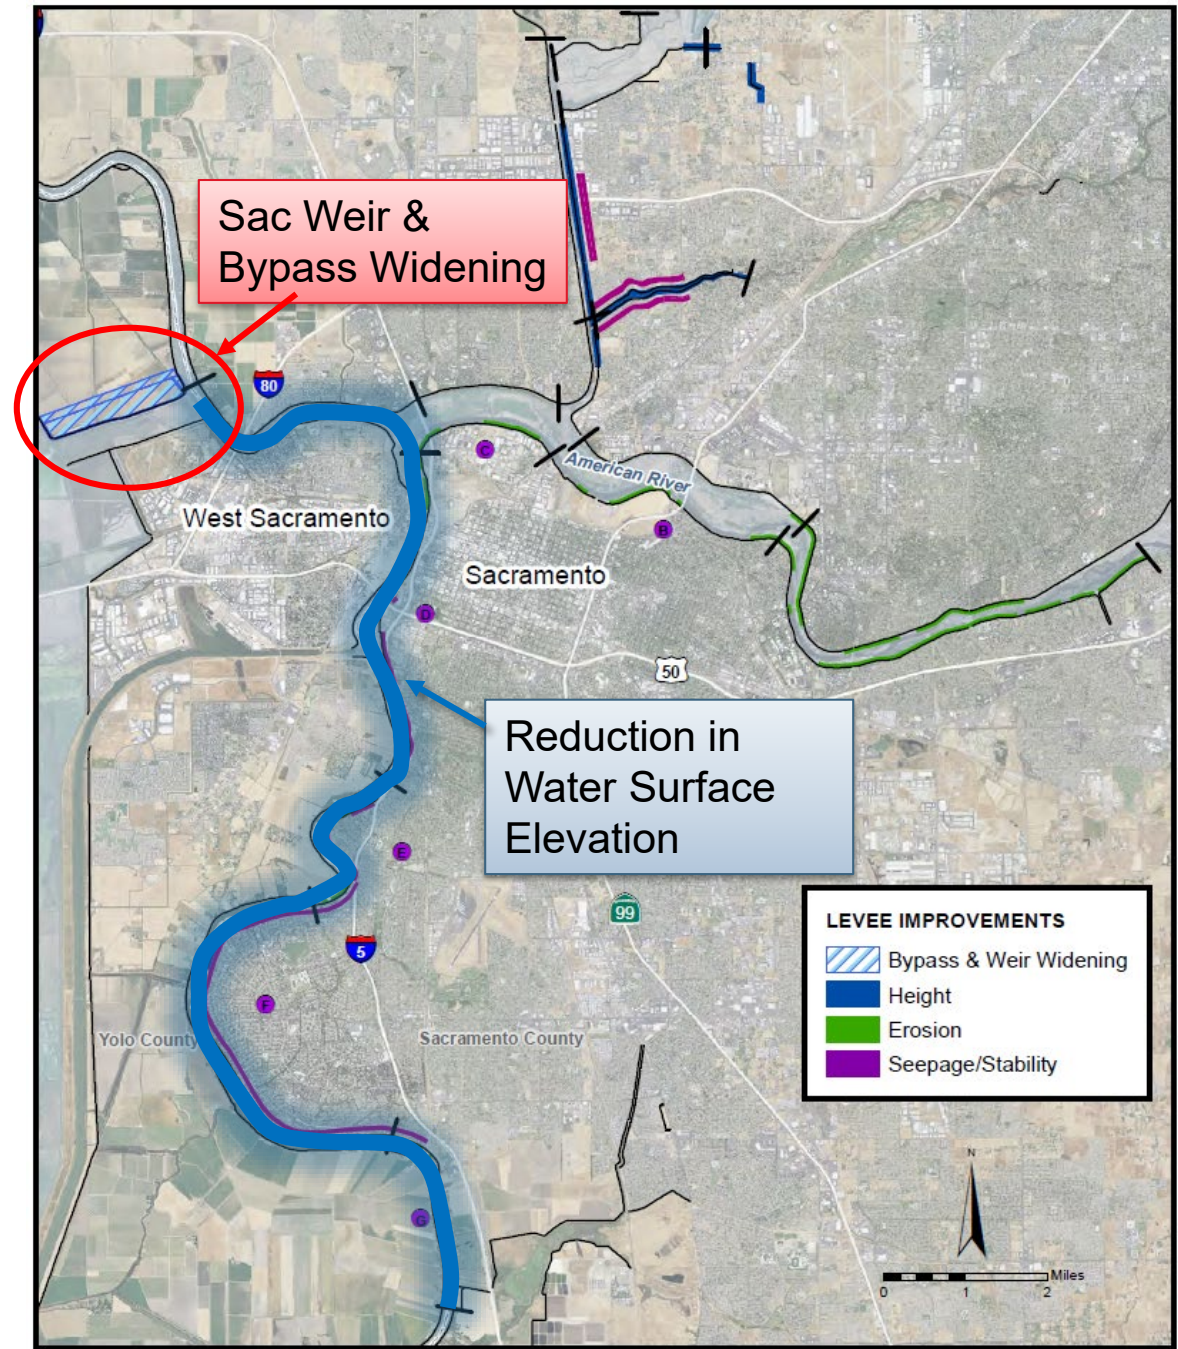 Sac Weir &
Bypass Widening
80
C
American River
B
West Sacramento
Sacramento
D
50
Reduction in
Water Surface
Elevation
E
99
5
F
Yolo County
Sacramento County
G
LEVEE IMPROVEMENTS
Bypass & Weir Widening
Height
Erosion
Seepage/Stability
N
Miles
0 1 2